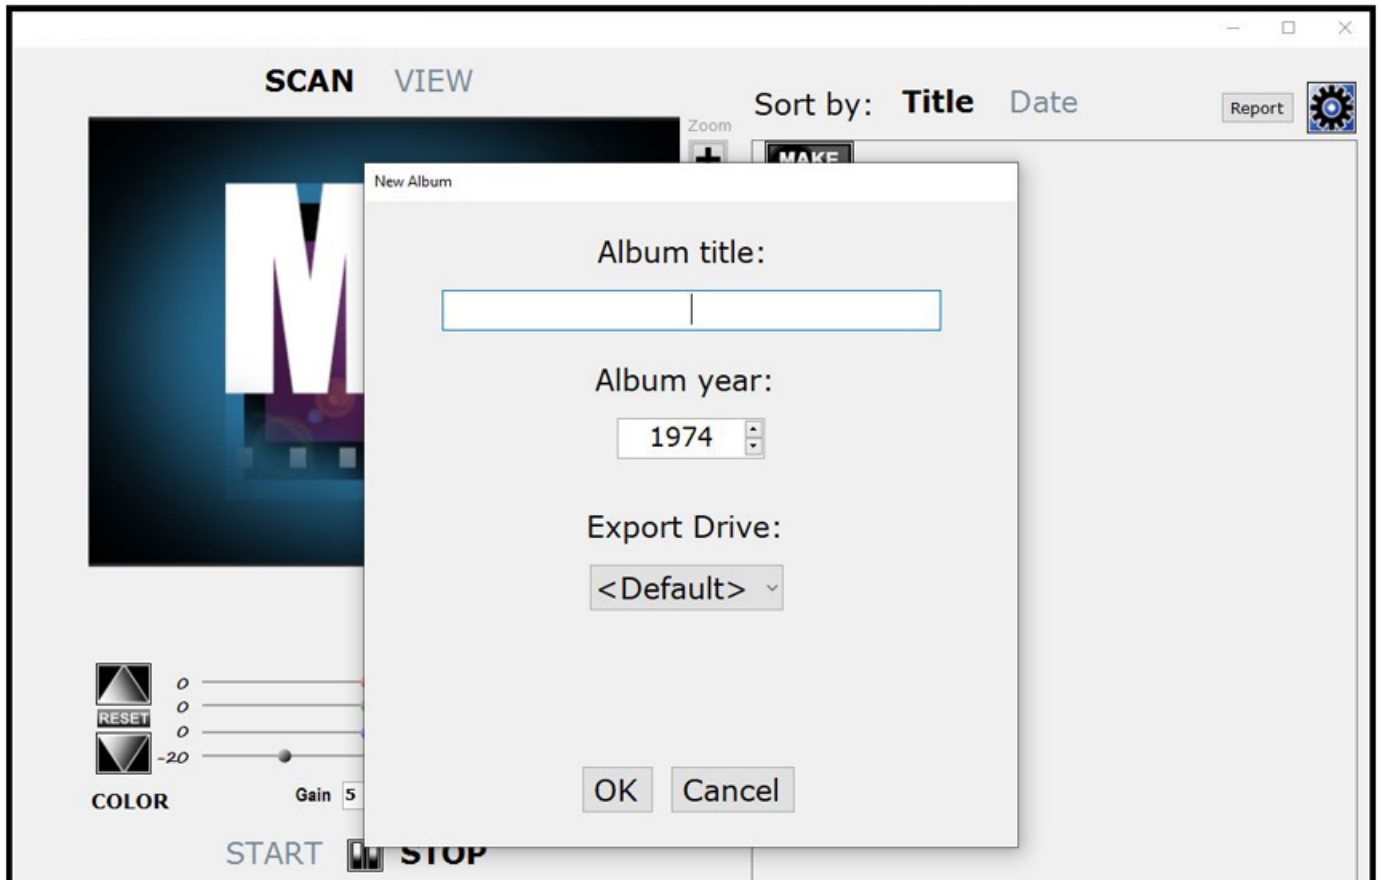 SCAN VIEW
Sort by: Title Date
Report
Zoom
MAKE
New Album
Album title:
Album year:
1974
Export Drive:
<Default>
0
0
RESET
0
-20
COLOR
Gain 5
OK Cancel
START STOP